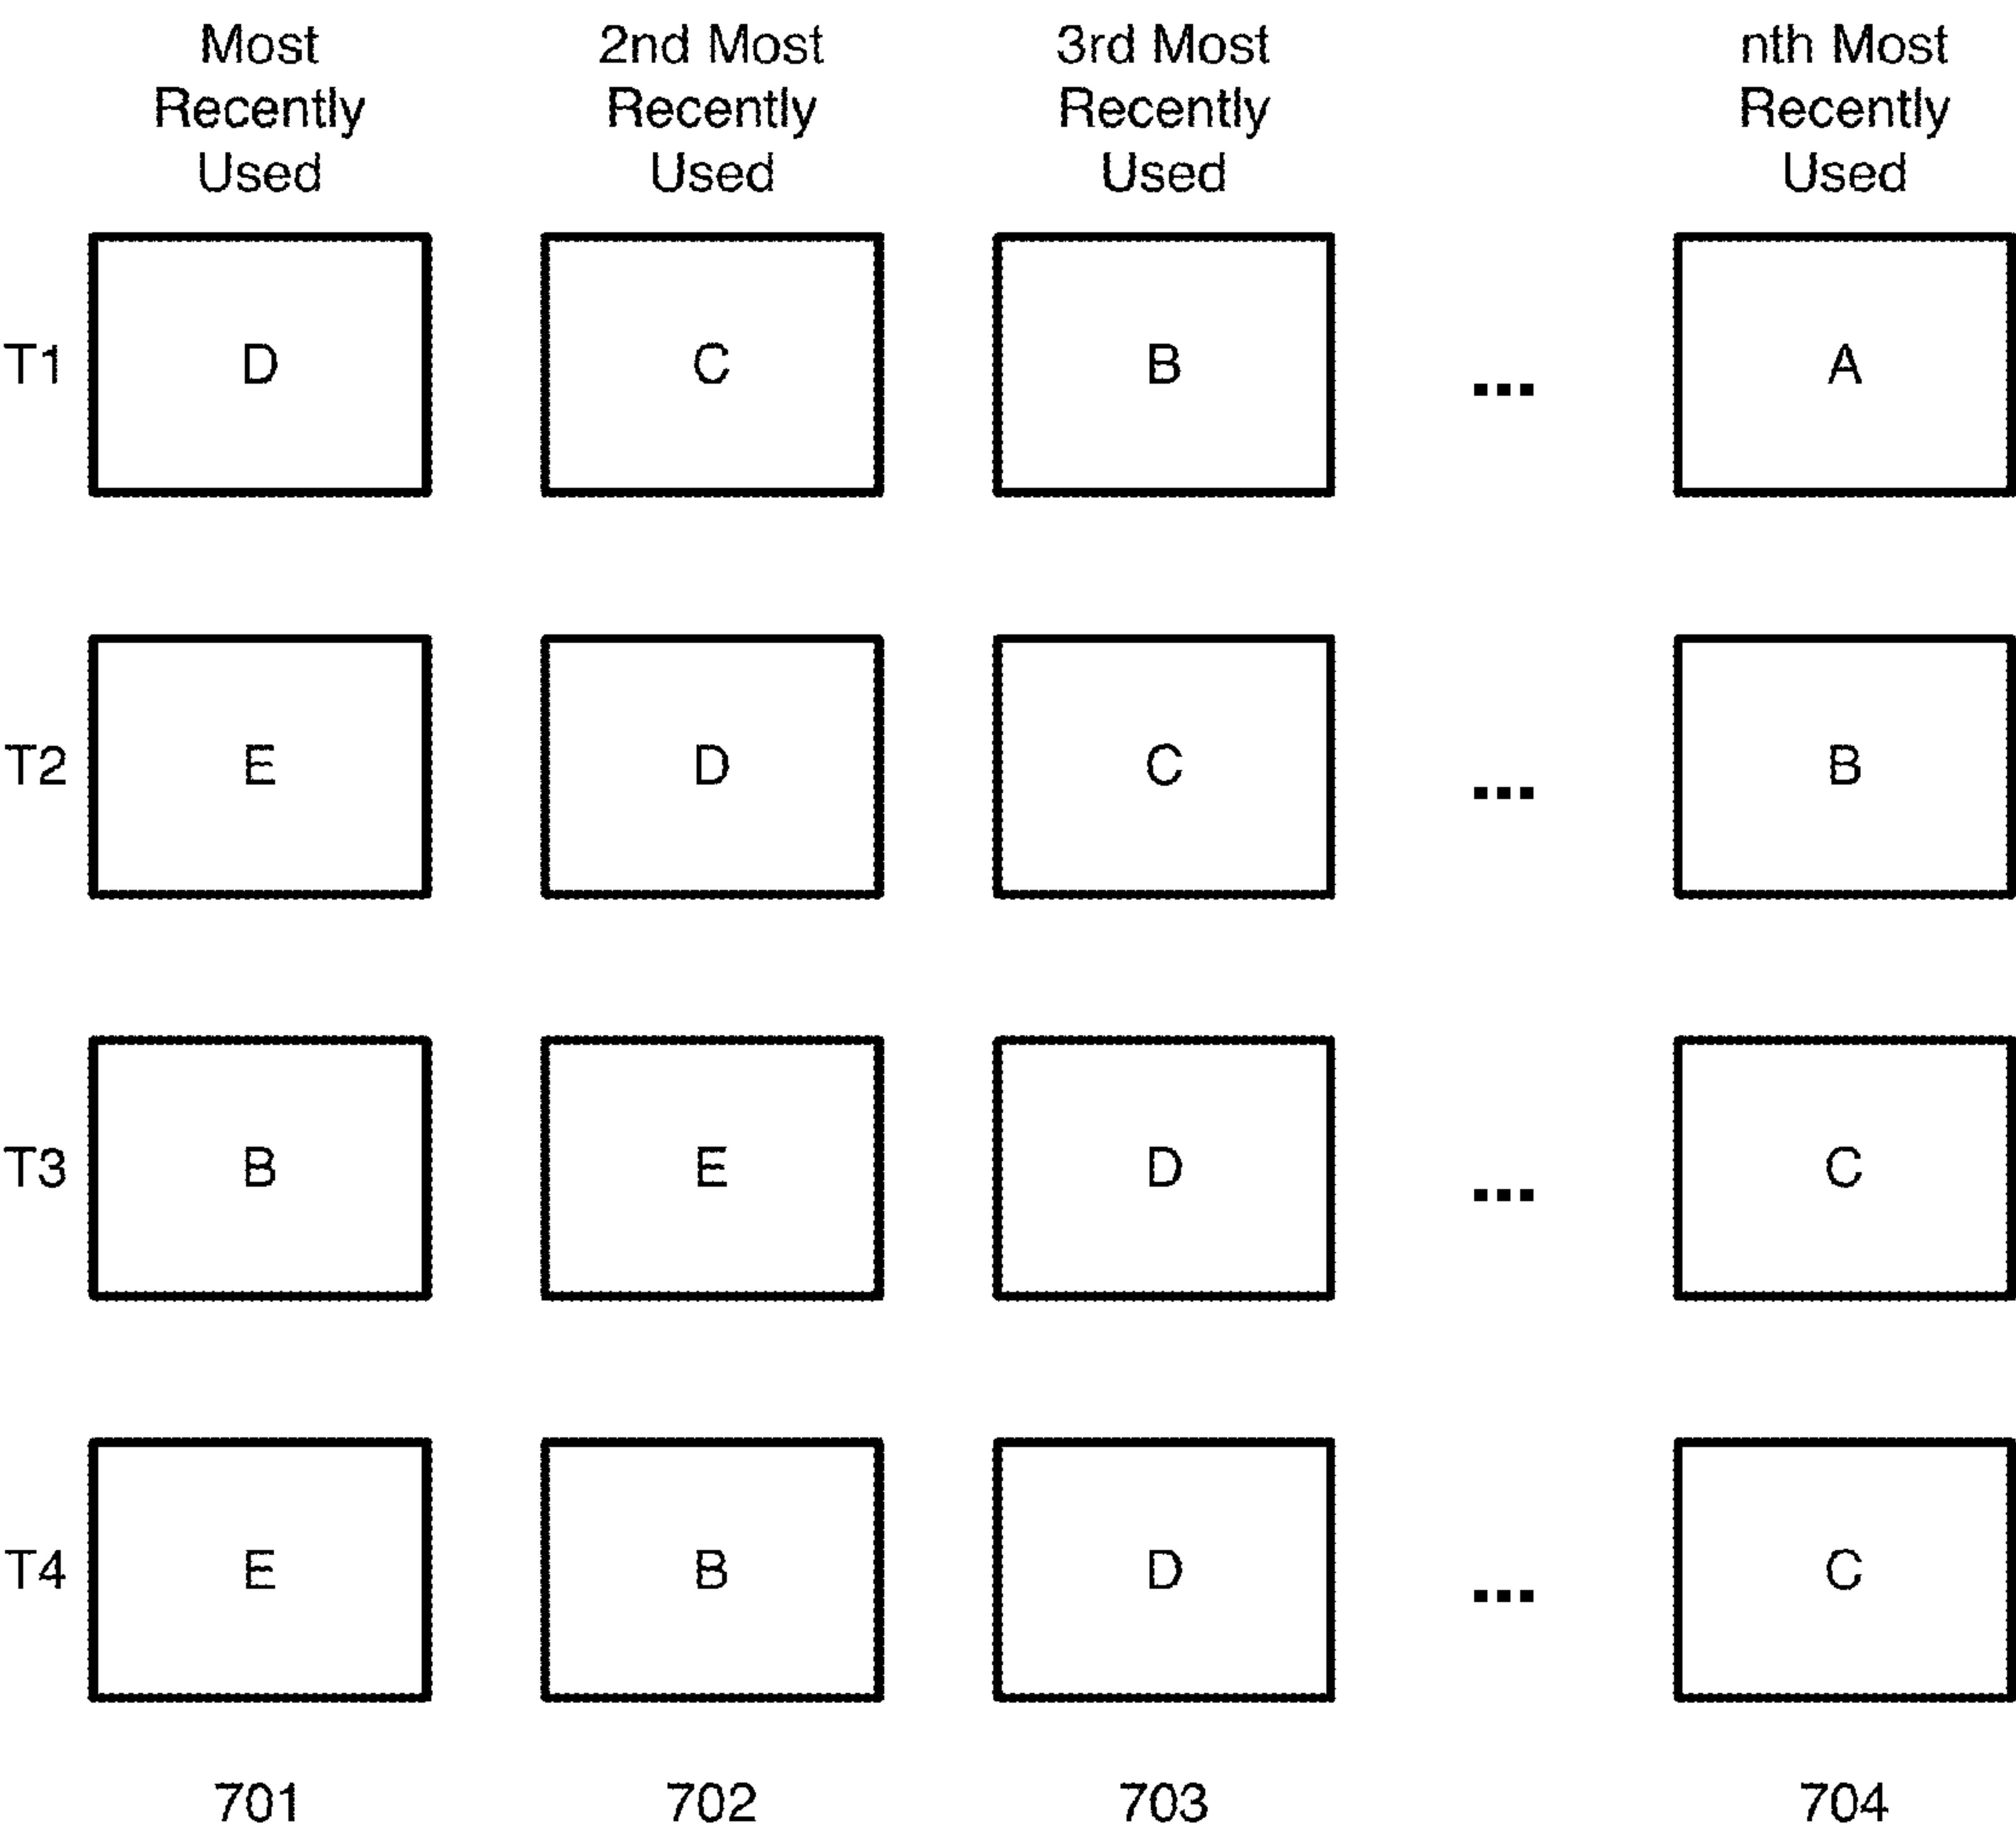 Most
Recently
Used
2nd Most
Recently
Used
3rd Most
Recently
Used
nth Most
Recently
Used
T1 D C B ... A
T2 E D C ... B
T3 B E D ... C
T4 E B D ... C
701 702 703 704